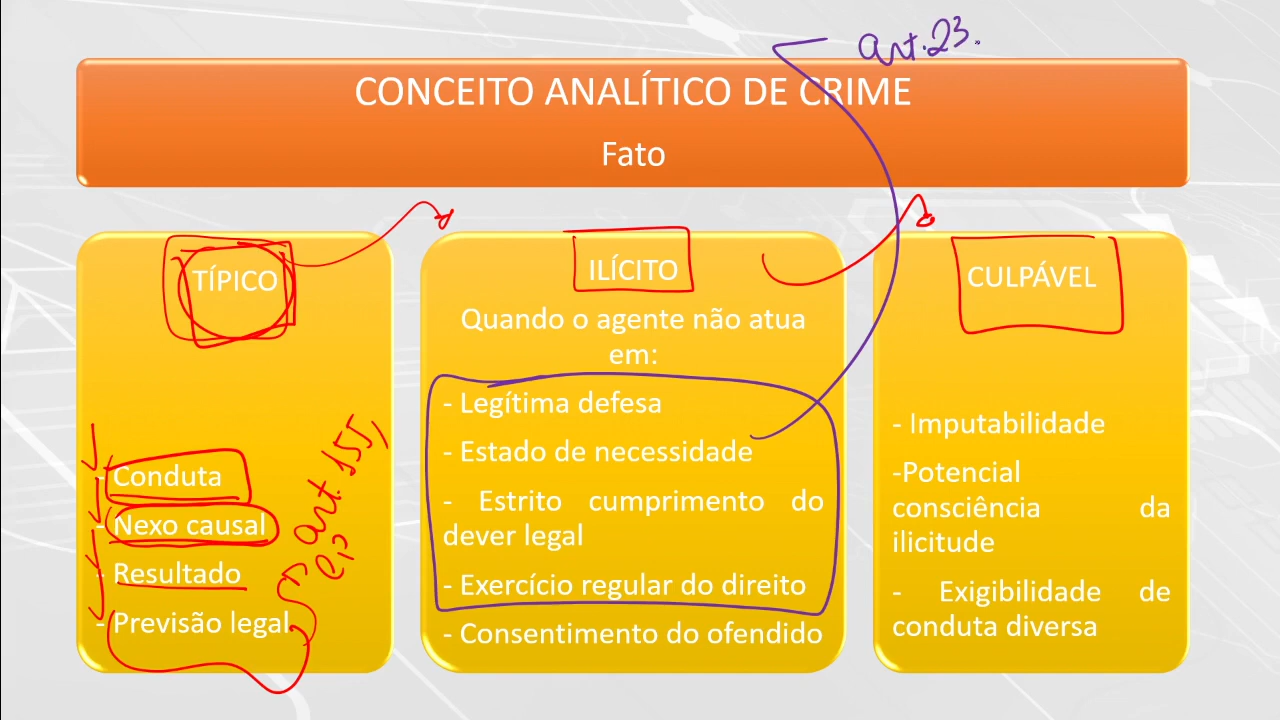 art.23.
CONCEITO ANALÍTICO DE CRIME
Fato
TÍPICO
- Conduta
- Nexo causal
- Resultado
- Previsão legal
art. 155,
ILÍCITO
Quando o agente não atua
em:
- Legítima defesa
- Estado de necessidade
- Estrito cumprimento do
dever legal
- Exercício regular do direito
- Consentimento do ofendido
CULPÁVEL
- Imputabilidade
-Potencial
consciência da
ilicitude
- Exigibilidade de
conduta diversa